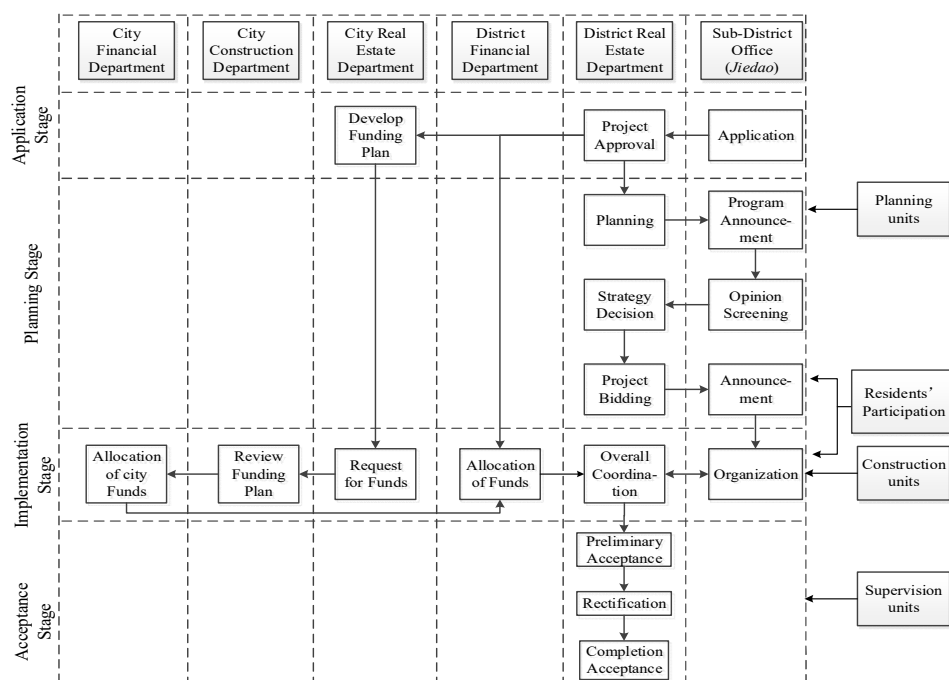 City
Financial
Department
City
Construction
Department
City Real
Estate
Department
District
Financial
Department
District Real
Estate
Department
Sub-District
Office
(Jiedao)
Application
Stage
Develop
Funding
Plan
Project
Approval
Application
Planning Stage
Planning
Program
Announce-
ment
Planning
units
Strategy
Decision
Opinion
Screening
Project
Bidding
Announce-
ment
Residents’
Participation
Implementation
Stage
Allocation
of city
Funds
Review
Funding
Plan
Request
for Funds
Allocation
of Funds
Overall
Coordina-
tion
Organization
Construction
units
Acceptance
Stage
Preliminary
Acceptance
Rectification
Completion
Acceptance
Supervision
units